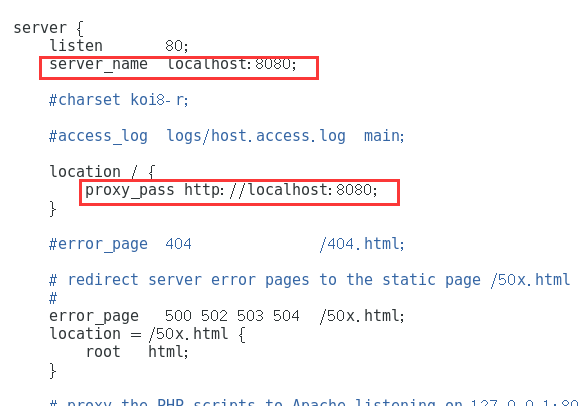 server {
    listen       80;
    server_name  localhost:8080;
    #charset koi8-r;
    #access_log  logs/host.access.log  main;
    location / {
        proxy_pass http://localhost:8080;
    }
    #error_page  404              /404.html;
    # redirect server error pages to the static page /50x.html
    #
    error_page   500 502 503 504  /50x.html;
    location = /50x.html {
        root   html;
    }
    # proxy the PHP scripts to Apache listening on 127.0.0.1:80